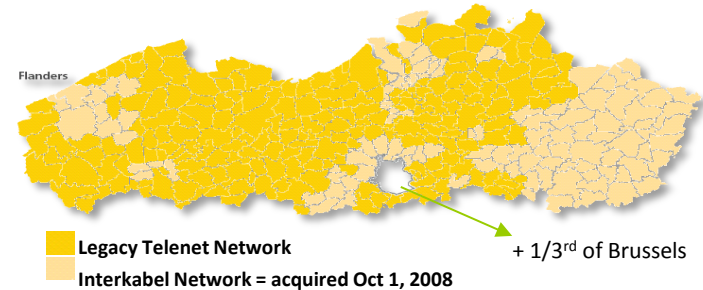 Flanders
+ 1/3rd of Brussels
Legacy Telenet Network
Interkabel Network = acquired Oct 1, 2008